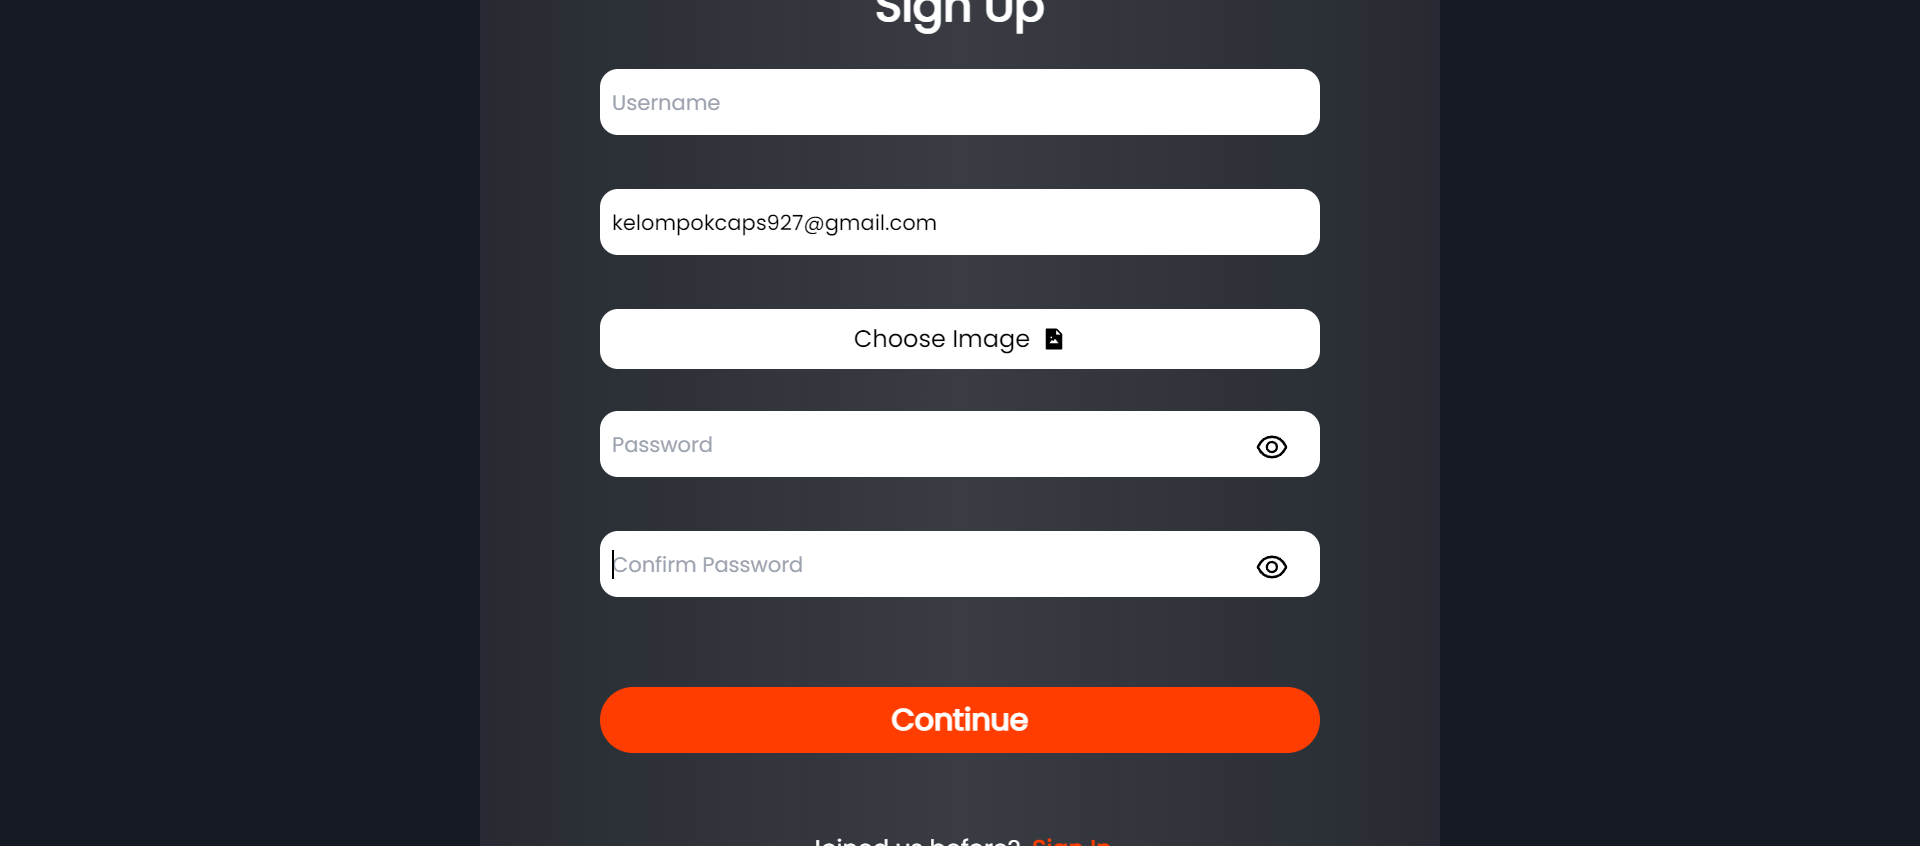 Sign Up
Username
kelompokcaps927@gmail.com
Choose Image
Password
Confirm Password
Continue
Joined us before? Sign In